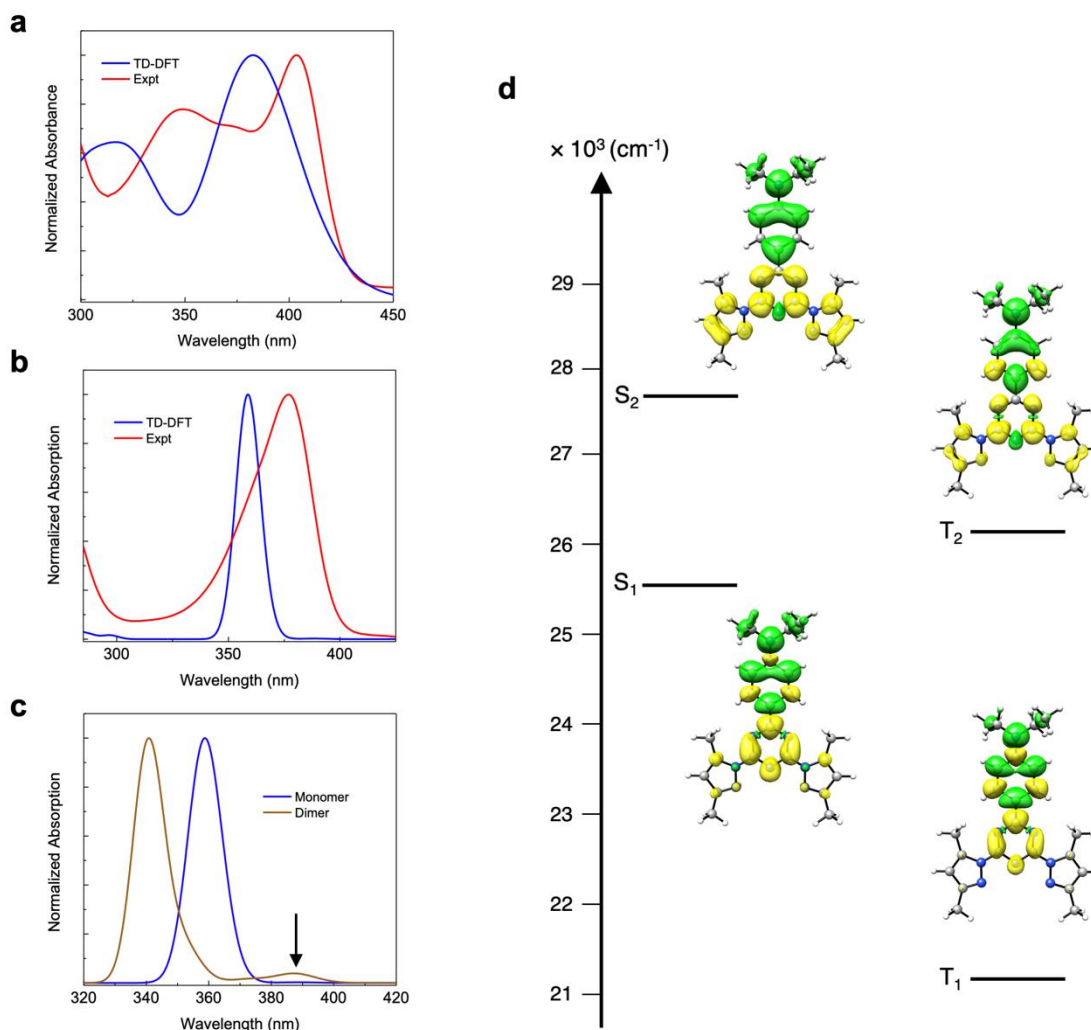 a
TD-DFT
Expt
Normalized Absorbance
300
350
400
450
Wavelength (nm)
b
TD-DFT
Expt
Normalized Absorption
300
350
400
Wavelength (nm)
c
Monomer
Dimer
Normalized Absorption
320
340
360
380
400
420
Wavelength (nm)
d
× 10³ (cm⁻¹)
29
28
27
26
25
24
23
22
21
S₂
S₁
T₂
T₁